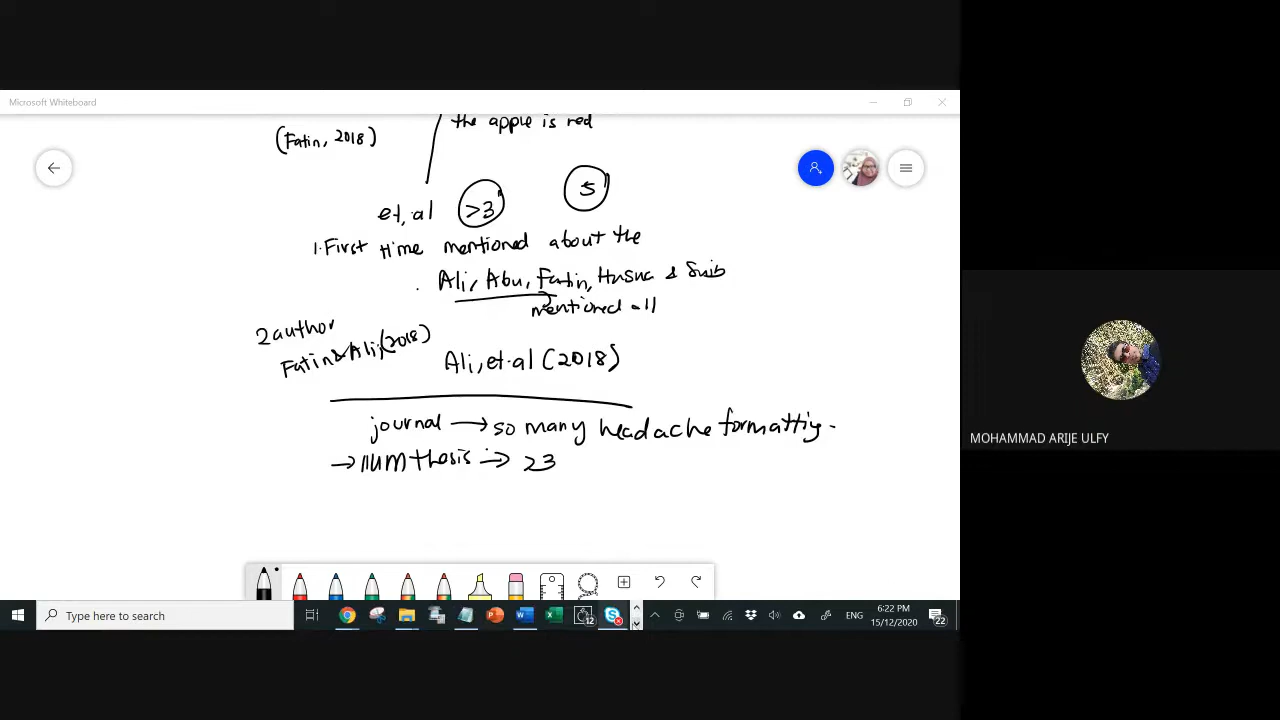 Microsoft Whiteboard
the apple is red
(Fatin, 2018)
et, al >3 5
1. First time mentioned about the
Ali, Abu, Fatin, Husna & Suib
mentioned all
2 author
Fatin & Ali, (2018)
Ali, et.al (2018)
journal → so many headache formatting.
→ thesis → 23
MOHAMMAD ARIJE ULFY
Type here to search
12
ENG
6:22 PM
15/12/2020
22